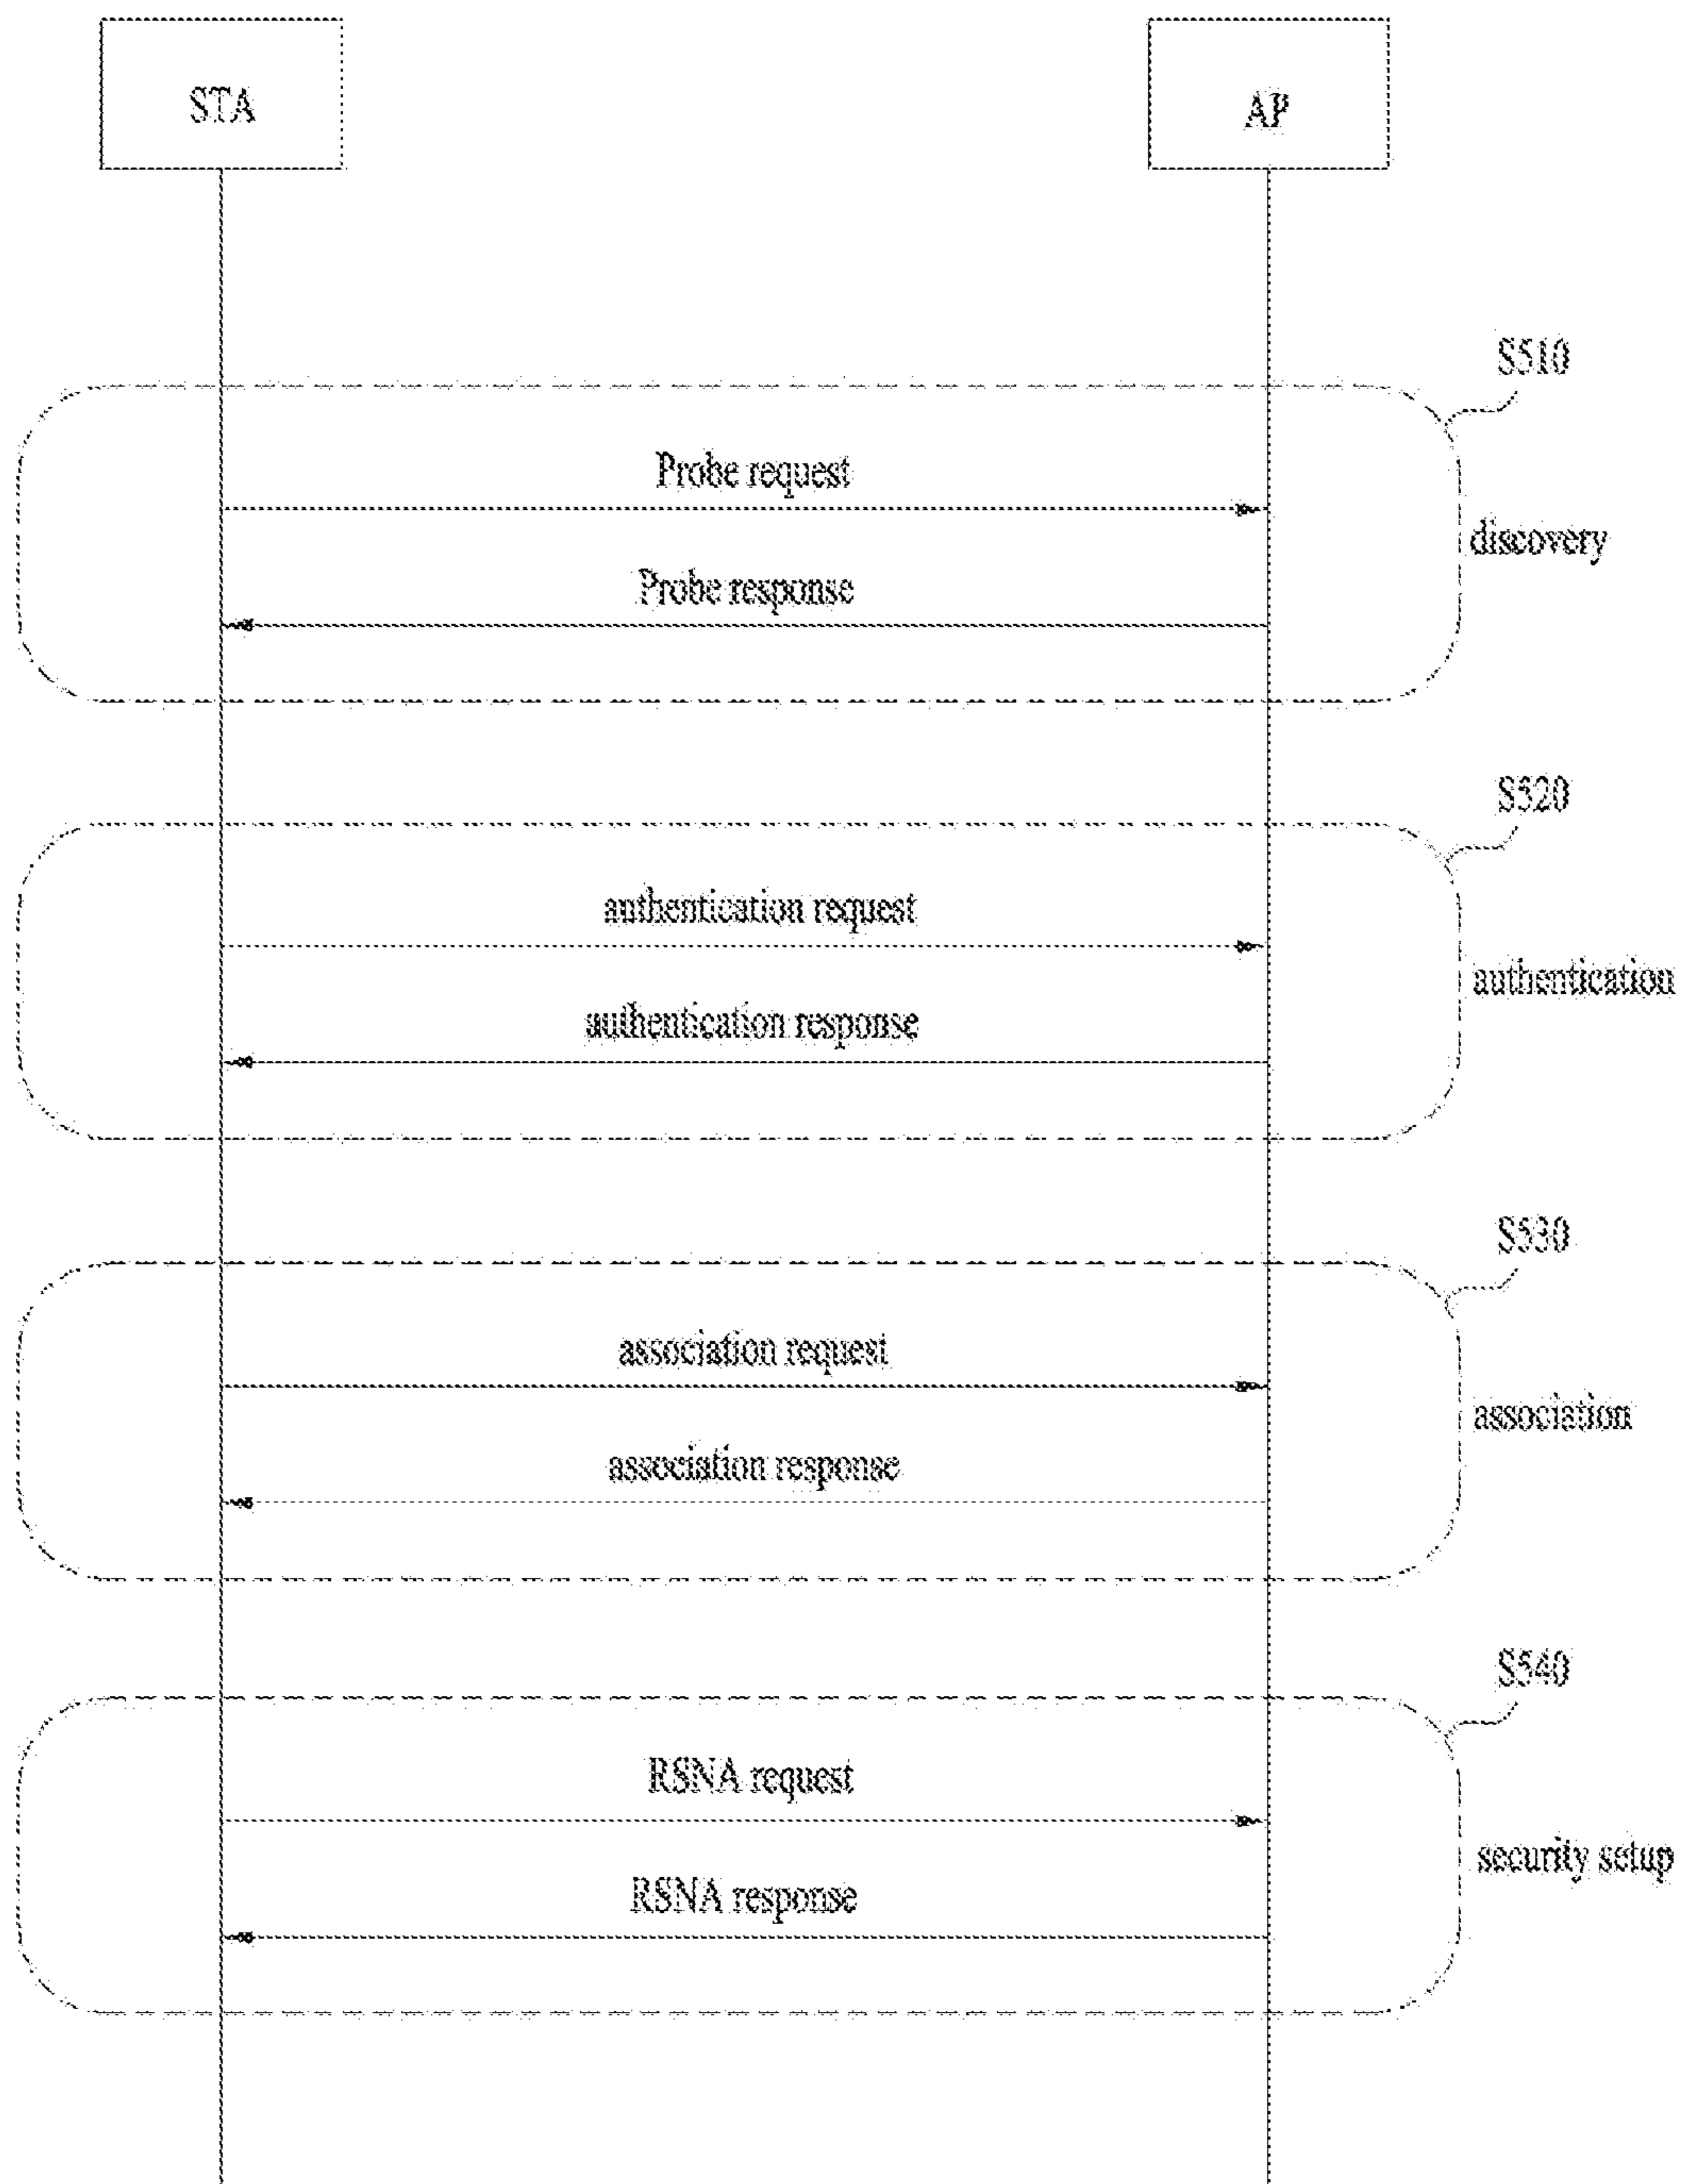 STA
AP
S510
Probe request
discovery
Probe response
S520
authentication request
authentication
authentication response
S530
association request
association
association response
S540
RSNA request
security setup
RSNA response